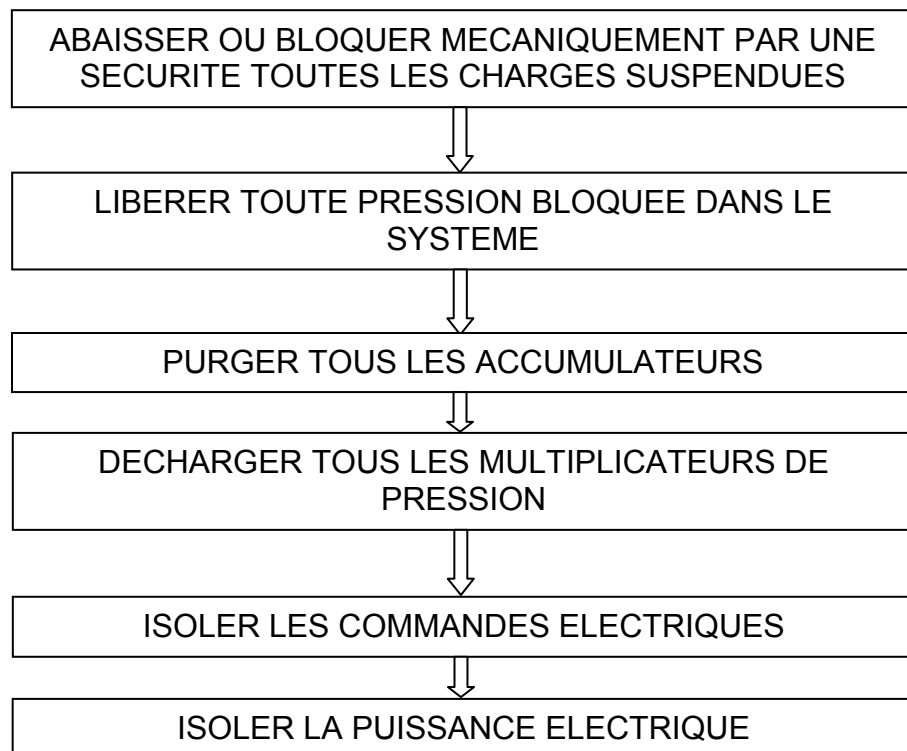 ABAISSER OU BLOQUER MECANIQUEMENT PAR UNE
SECURITE TOUTES LES CHARGES SUSPENDUES
LIBERER TOUTE PRESSION BLOQUEE DANS LE
SYSTEME
PURGER TOUS LES ACCUMULATEURS
DECHARGER TOUS LES MULTIPLICATEURS DE
PRESSION
ISOLER LES COMMANDES ELECTRIQUES
ISOLER LA PUISSANCE ELECTRIQUE